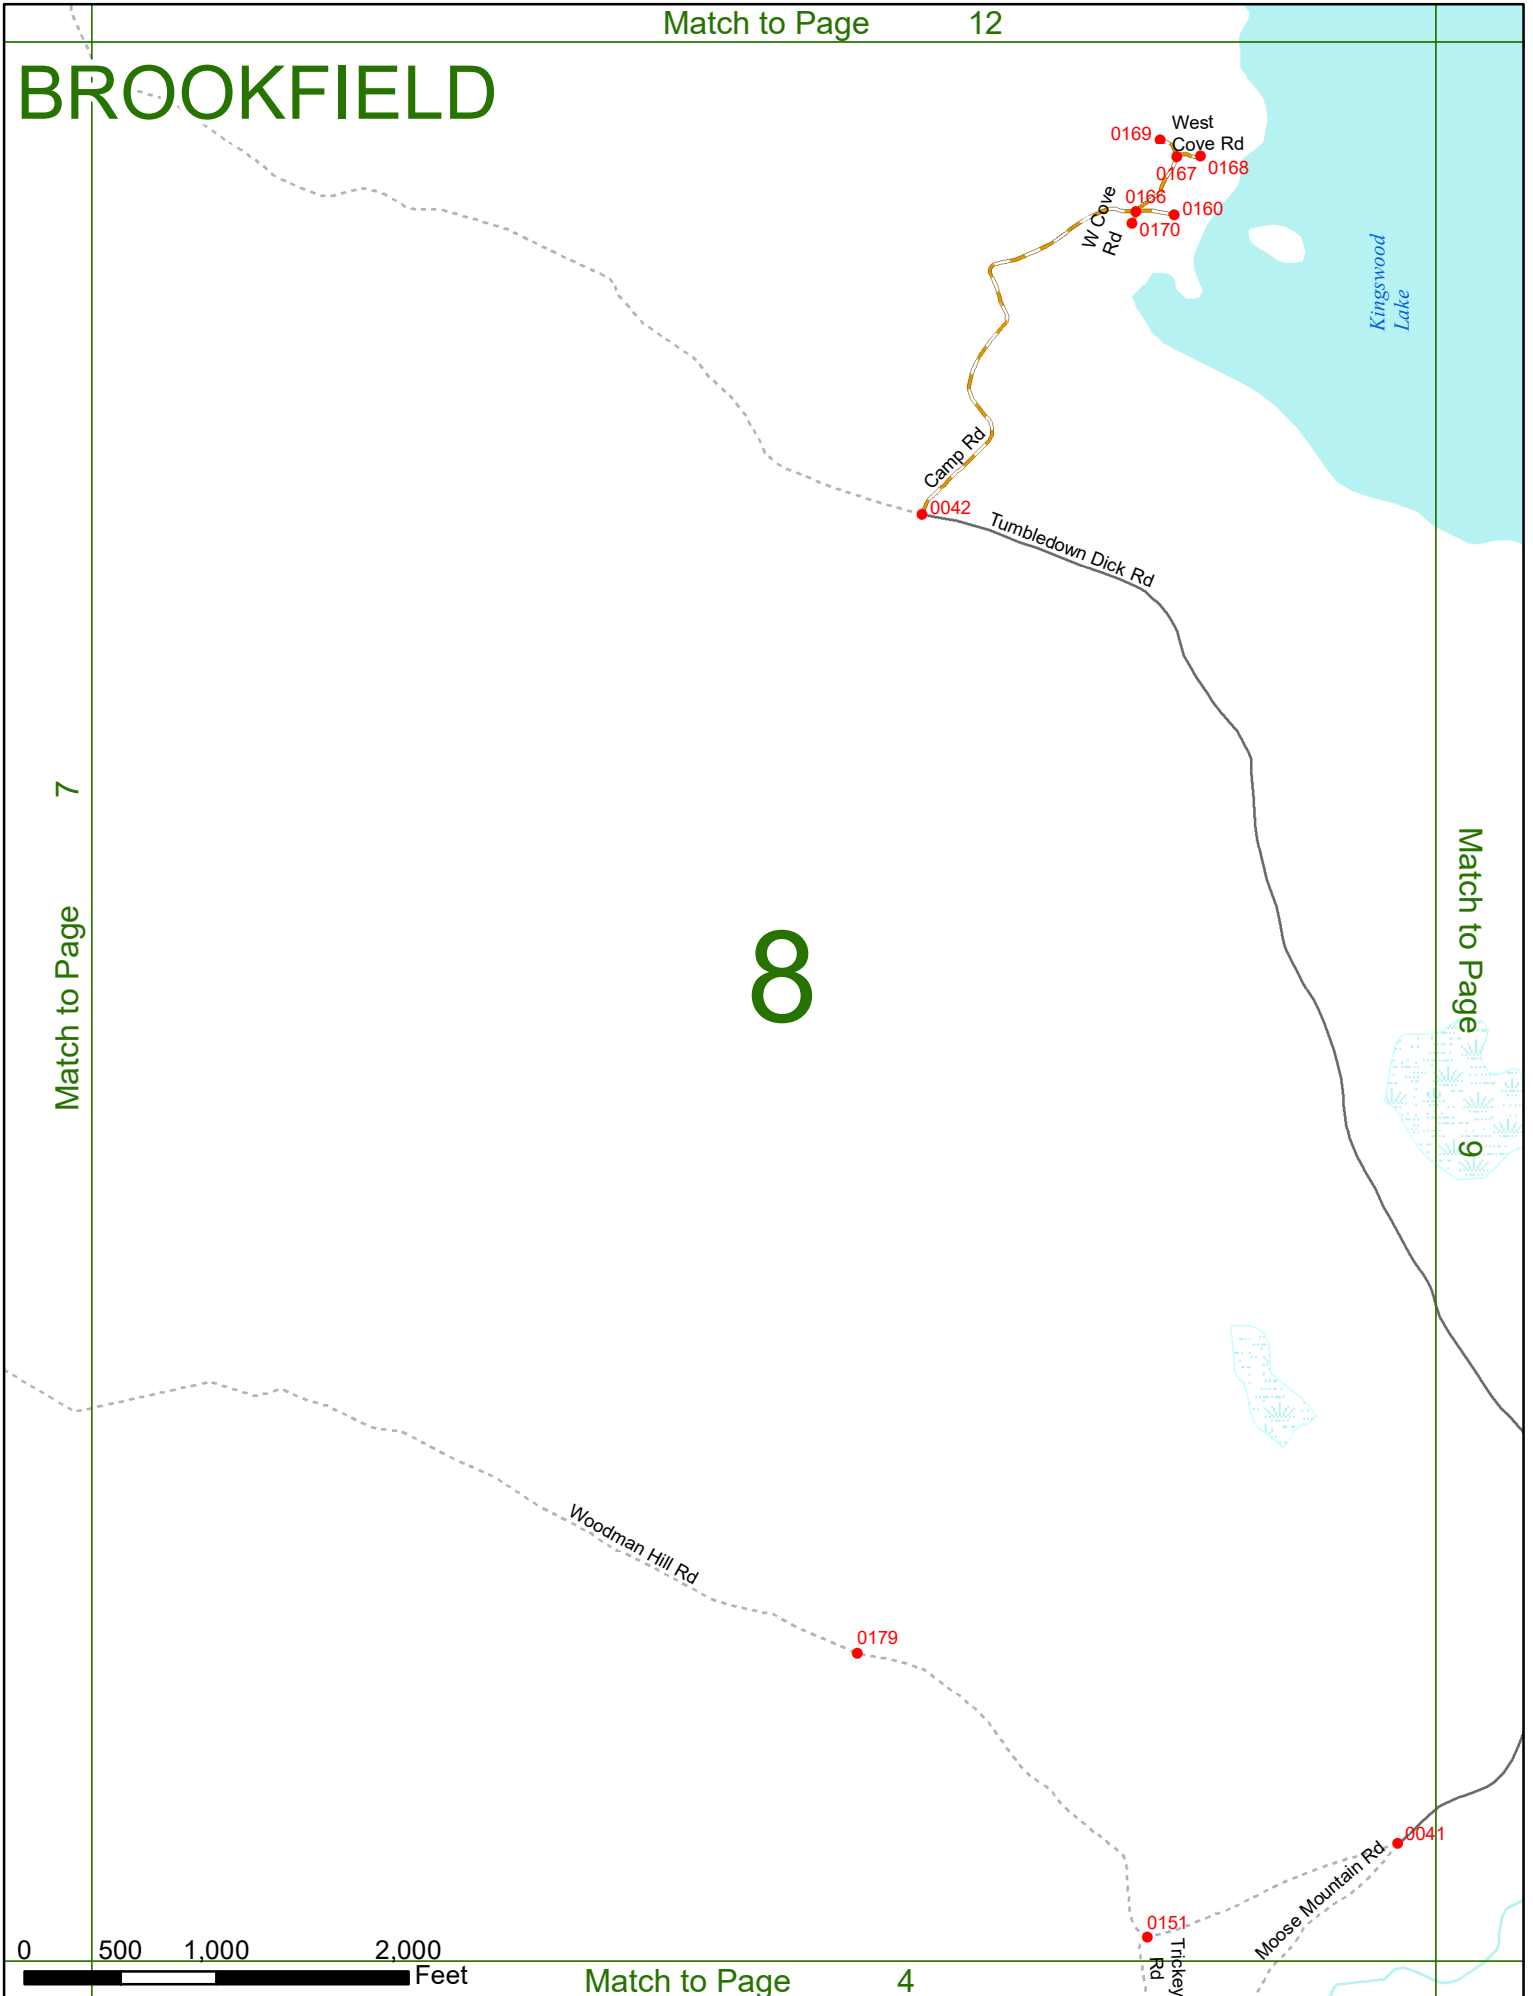 Match to Page 12
BROOKFIELD
West
Cove Rd
0169
0168
0167
0166
0160
0170
W Cove
Rd
Kingswood
Lake
Camp Rd
0042
Tumbledown Dick Rd
Match to Page 7
8
Match to Page 9
Woodman Hill Rd
0179
0041
Moose Mountain Rd
0151
Trickey
Rd
0 500 1,000 2,000
Feet
Match to Page 4